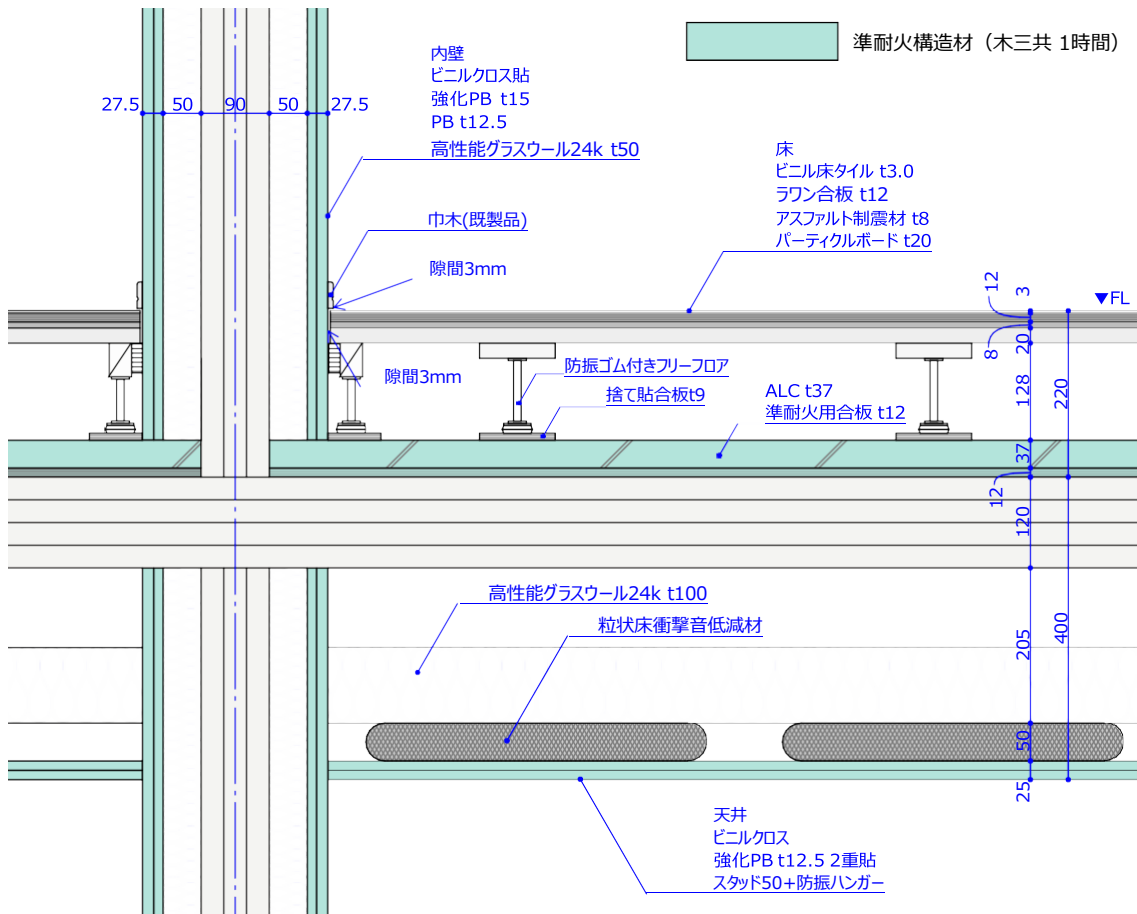 準耐火構造材（木三共 1時間）
内壁
ビニルクロス貼
強化PB t15
PB t12.5
高性能グラスウール24k t50
27.5
50
90
50
27.5
床
ビニル床タイル t3.0
ラワン合板 t12
アスファルト制震材 t8
パーティクルボード t20
巾木(既製品)
隙間3mm
12
3
▼FL
8
20
隙間3mm
防振ゴム付きフリーフロア
捨て貼合板t9
ALC t37
準耐火用合板 t12
128
220
37
12
120
高性能グラスウール24k t100
粒状床衝撃音低減材
205
400
50
25
天井
ビニルクロス
強化PB t12.5 2重貼
スタッド50+防振ハンガー